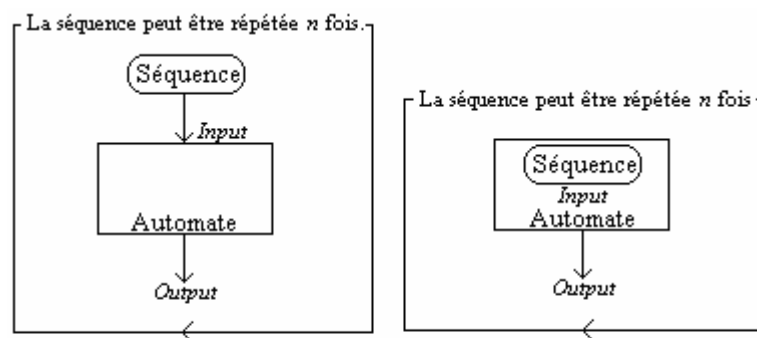 La séquence peut être répétée n fois.
Séquence
Input
Automate
Output
La séquence peut être répétée n fois
Séquence
Input
Automate
Output